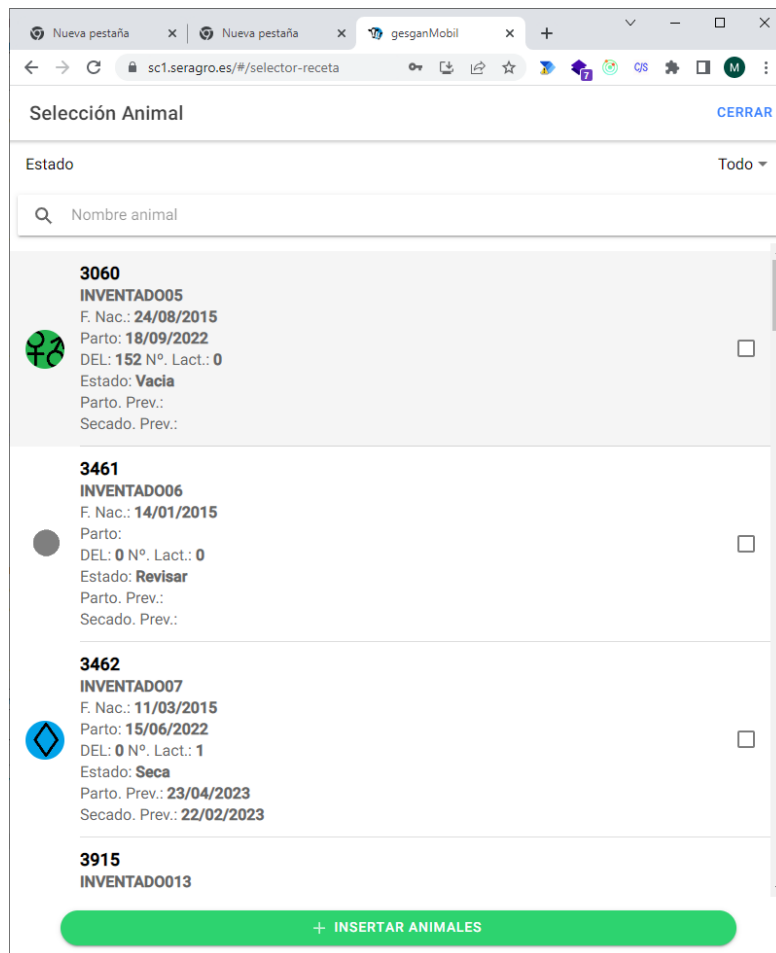 Nueva pestaña
Nueva pestaña
gesganMobil
sc1.seragro.es/#/selector-receta
7
C/S
M
Selección Animal
CERRAR
Estado
Todo
Nombre animal
3060
INVENTADO05
F. Nac.: 24/08/2015
Parto: 18/09/2022
DEL: 152 Nº. Lact.: 0
Estado: Vacia
Parto. Prev.:
Secado. Prev.:
3461
INVENTADO06
F. Nac.: 14/01/2015
Parto:
DEL: 0 Nº. Lact.: 0
Estado: Revisar
Parto. Prev.:
Secado. Prev.:
3462
INVENTADO07
F. Nac.: 11/03/2015
Parto: 15/06/2022
DEL: 0 Nº. Lact.: 1
Estado: Seca
Parto. Prev.: 23/04/2023
Secado. Prev.: 22/02/2023
3915
INVENTADO013
+ INSERTAR ANIMALES